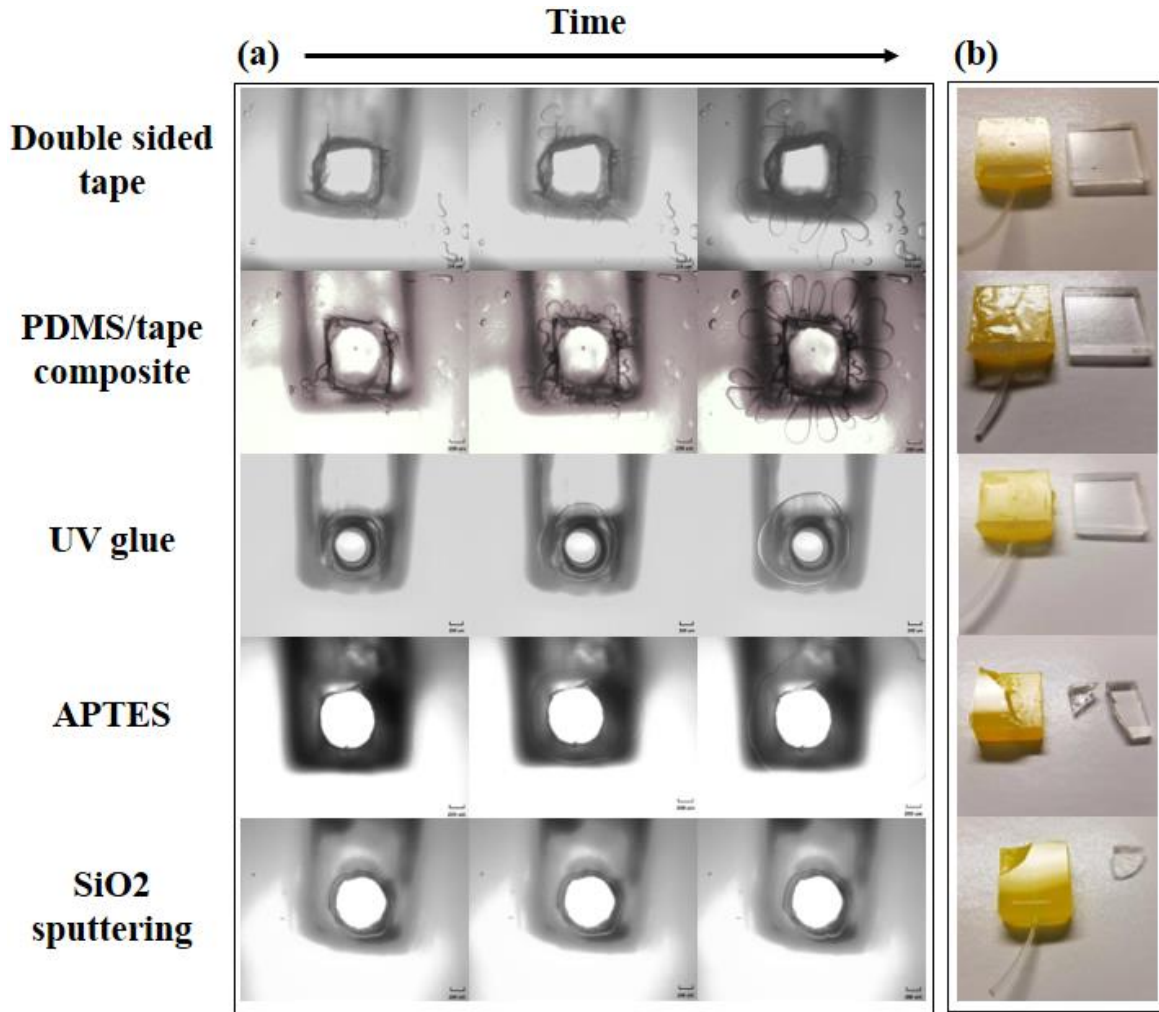 Time
(a)
(b)
Double sided
tape
PDMS/tape
composite
UV glue
APTES
SiO2
sputtering